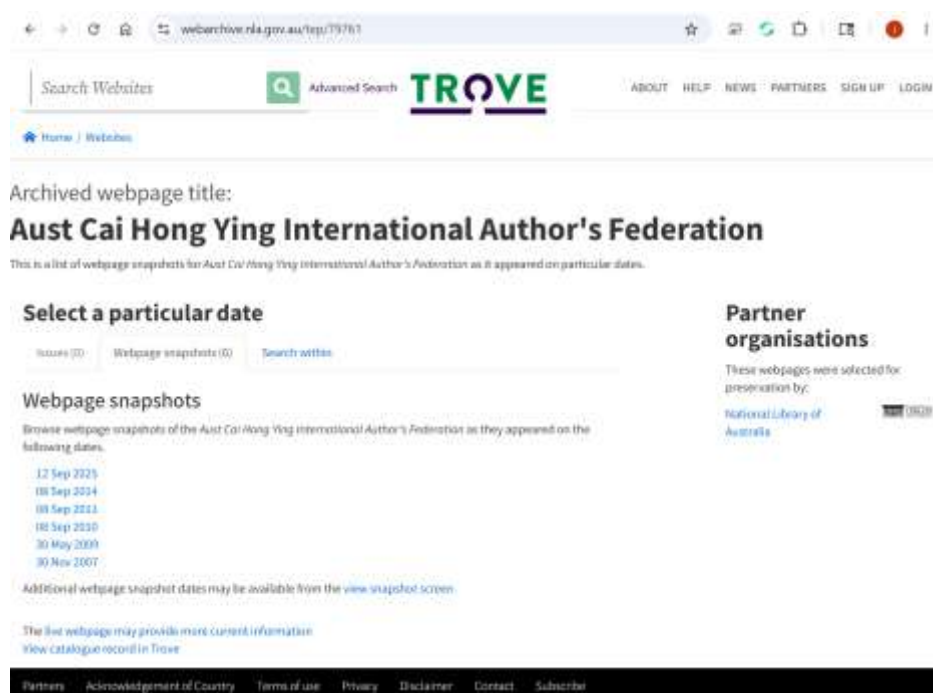 webarchive.nla.gov.au/tep/79761
Search Websites
Advanced Search
TROVE
ABOUT HELP NEWS PARTNERS SIGN UP LOGIN
Home / Websites
Archived webpage title:
Aust Cai Hong Ying International Author's Federation
This is a list of webpage snapshots for Aust Cai Hong Ying International Author's Federation as it appeared on particular dates.
Select a particular date
Issues (0) Webpage snapshots (6) Search within
Webpage snapshots
Browse webpage snapshots of the Aust Cai Hong Ying International Author's Federation as they appeared on the
following dates.
12 Sep 2025
08 Sep 2014
08 Sep 2011
08 Sep 2010
30 May 2009
30 Nov 2007
Additional webpage snapshot dates may be available from the view snapshot screen
The live webpage may provide more current information
View catalogue record in Trove
Partner
organisations
These webpages were selected for
preservation by:
National Library of
Australia
Partners Acknowledgement of Country Terms of use Privacy Disclaimer Contact Subscribe